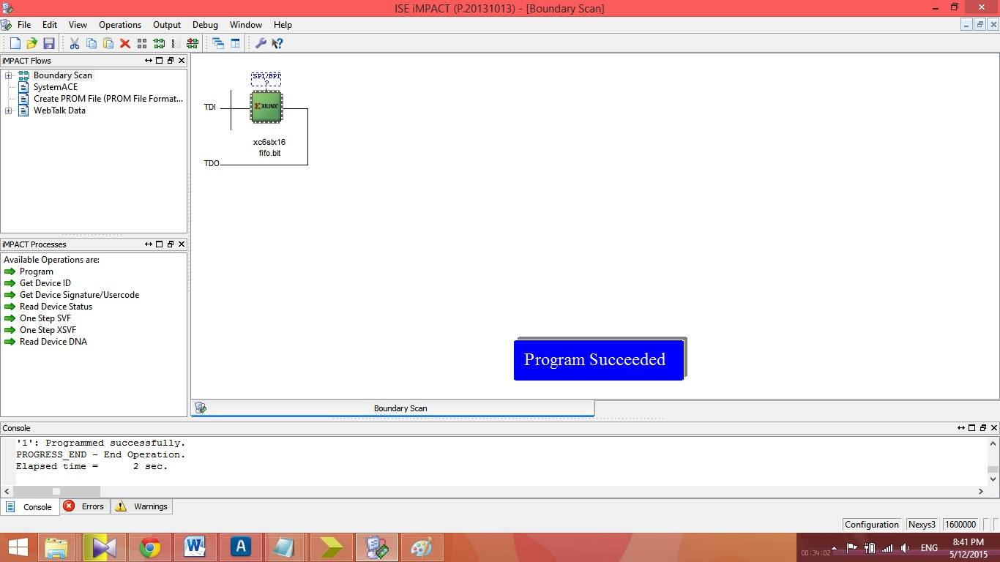 ISE iMPACT (P.20131013) - [Boundary Scan]
File Edit View Operations Output Debug Window Help
iMPACT Flows
Boundary Scan
SystemACE
Create PROM File (PROM File Format...
WebTalk Data
SPI/BPI
?
TDI
XILINX
xc6slx16
fifo.bit
TDO
iMPACT Processes
Available Operations are:
Program
Get Device ID
Get Device Signature/Usercode
Read Device Status
One Step SVF
One Step XSVF
Read Device DNA
Program Succeeded
Boundary Scan
Console
'1': Programmed successfully.
PROGRESS_END - End Operation.
Elapsed time =      2 sec.
Console Errors Warnings
Configuration Nexys3 1600000
00:34:02
ENG
8:41 PM
5/12/2015